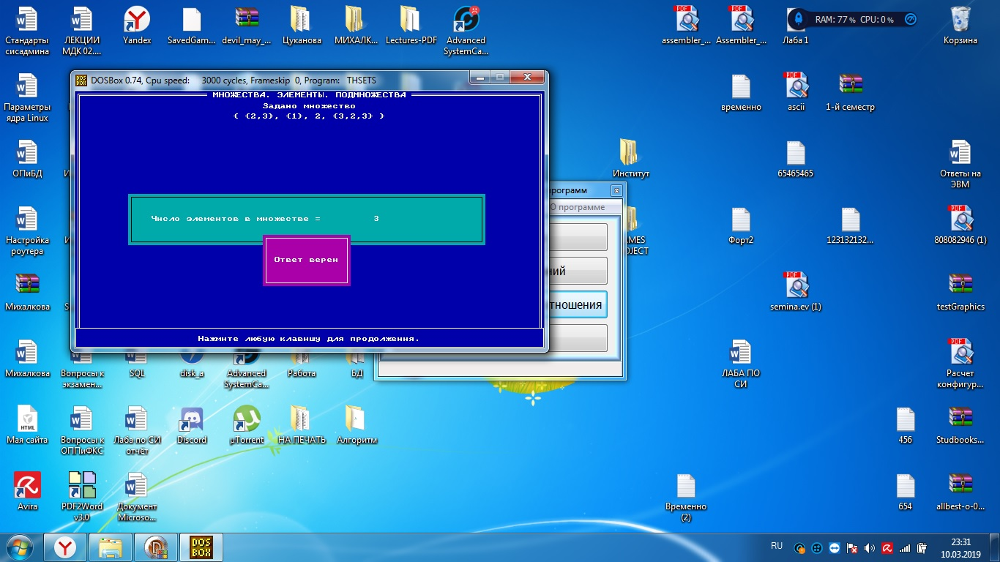 Стандарты
сисадмина
ЛЕКЦИИ
МДК 02....
Yandex
SavedGam...
devil_may_...
Цуканова
МИХАЛК...
Lectures-PDF
Advanced
SystemCa...
assembler_...
Assembler_...
Лаба 1
RAM: 77 % CPU: 0 %
Корзина
DOSBox 0.74, Cpu speed: 3000 cycles, Frameskip 0, Program: THSETS
МНОЖЕСТВА. ЭЛЕМЕНТЫ. ПОДМНОЖЕСТВА
Задано множество
{ {2,3}, {1}, 2, {3,2,3} }
Число элементов в множестве = 3
Ответ верен
Нажмите любую клавишу для продолжения.
Параметры
ядра Linux
временно
ascii
1-й семестр
ОПиБД
Институт
65465465
Ответы на
ЭВМ
О программе
тношения
Настройка
роутера
Форт2
123132132...
808082946 (1)
Михалкова
semina.ev (1)
testGraphics
Михалкова
Вопросы к
экзамен...
SQL
disk_a
Advanced
SystemCa...
Работа
БД
ЛАБА ПО
СИ
Расчет
конфигур...
HTML
Мая сайта
Вопросы к
ОППиФКС
Лаба по СИ
отчёт
Discord
µTorrent
НА ПЕЧАТЬ
Алгоритм
456
Studbooks...
Avira
PDF2Word
v3.0
Документ
Microso...
Временно
(2)
654
allbest-o-0...
DOS
BOX
RU
23:31
10.03.2019